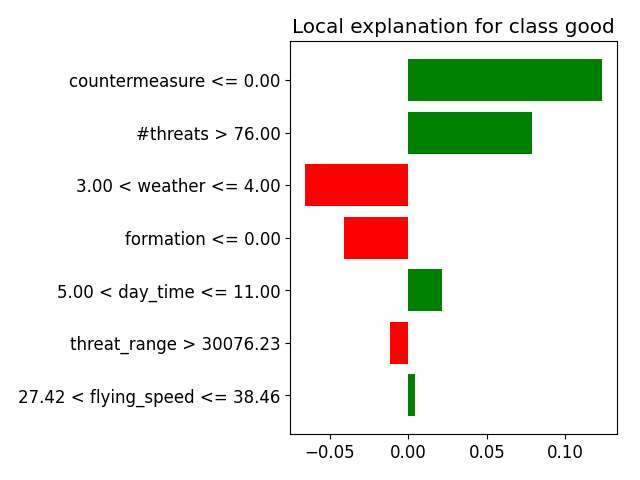 Local explanation for class good
countermeasure <= 0.00
#threats > 76.00
3.00 < weather <= 4.00
formation <= 0.00
5.00 < day_time <= 11.00
threat_range > 30076.23
27.42 < flying_speed <= 38.46
−0.05 0.00 0.05 0.10